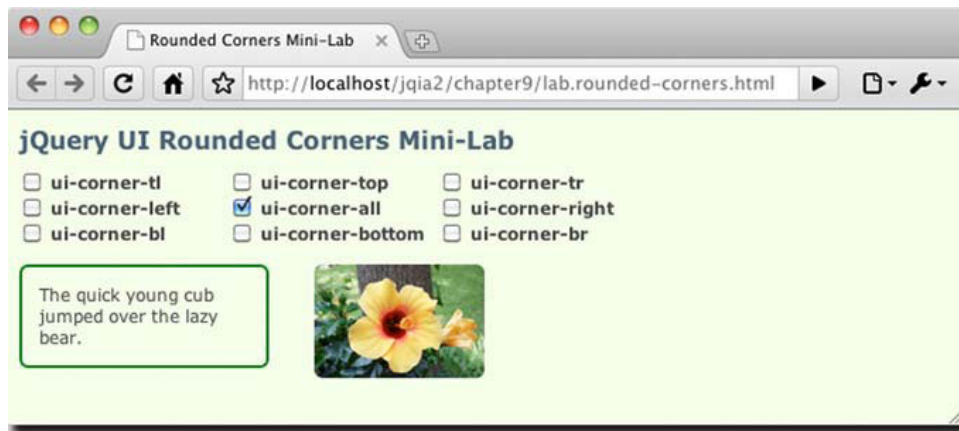 Rounded Corners Mini-Lab
http://localhost/jqia2/chapter9/lab.rounded-corners.html
jQuery UI Rounded Corners Mini-Lab
ui-corner-tl ui-corner-top ui-corner-tr
ui-corner-left ui-corner-all ui-corner-right
ui-corner-bl ui-corner-bottom ui-corner-br
The quick young cub
jumped over the lazy
bear.